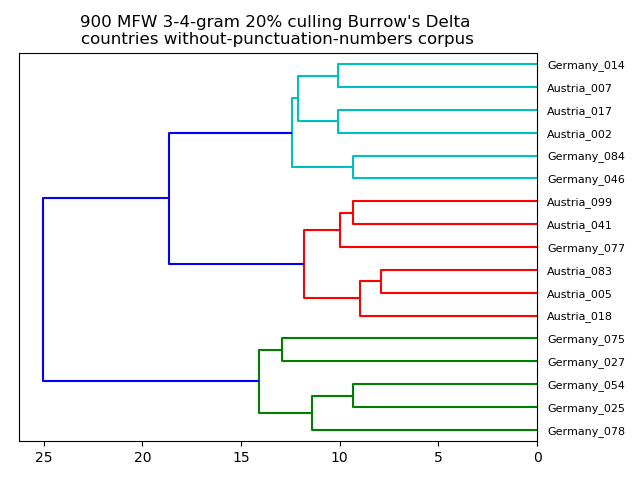 900 MFW 3-4-gram 20% culling Burrow's Delta
countries without-punctuation-numbers corpus
Germany_014
Austria_007
Austria_017
Austria_002
Germany_084
Germany_046
Austria_099
Austria_041
Germany_077
Austria_083
Austria_005
Austria_018
Germany_075
Germany_027
Germany_054
Germany_025
Germany_078
25 20 15 10 5 0